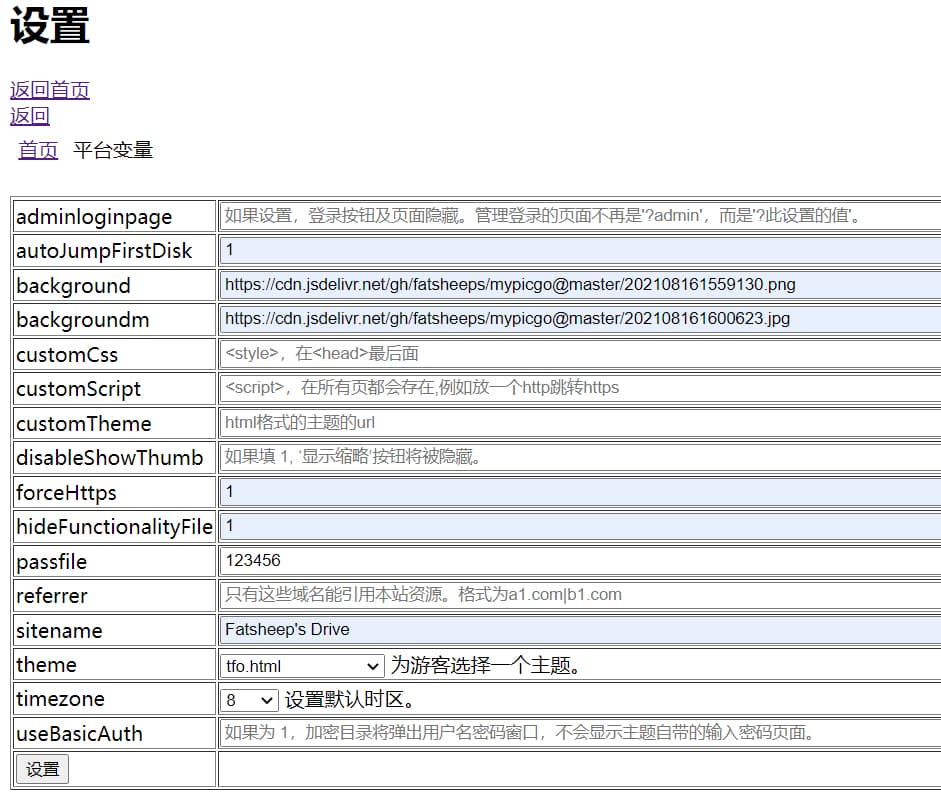 设置
返回首页
返回
首页 平台变量
adminloginpage 如果设置，登录按钮及页面隐藏。管理登录的页面不再是'?admin'，而是'?此设置的值'。
autoJumpFirstDisk 1
background https://cdn.jsdelivr.net/gh/fatsheeps/mypicgo@master/202108161559130.png
backgroundm https://cdn.jsdelivr.net/gh/fatsheeps/mypicgo@master/202108161600623.jpg
customCss <style>，在<head>最后面
customScript <script>，在所有页都会存在,例如放一个http跳转https
customTheme html格式的主题的url
disableShowThumb 如果填 1, '显示缩略'按钮将被隐藏。
forceHttps 1
hideFunctionalityFile 1
passfile 123456
referrer 只有这些域名能引用本站资源。格式为a1.com|b1.com
sitename Fatsheep's Drive
theme tfo.html 为游客选择一个主题。
timezone 8 设置默认时区。
useBasicAuth 如果为 1，加密目录将弹出用户名密码窗口，不会显示主题自带的输入密码页面。
设置